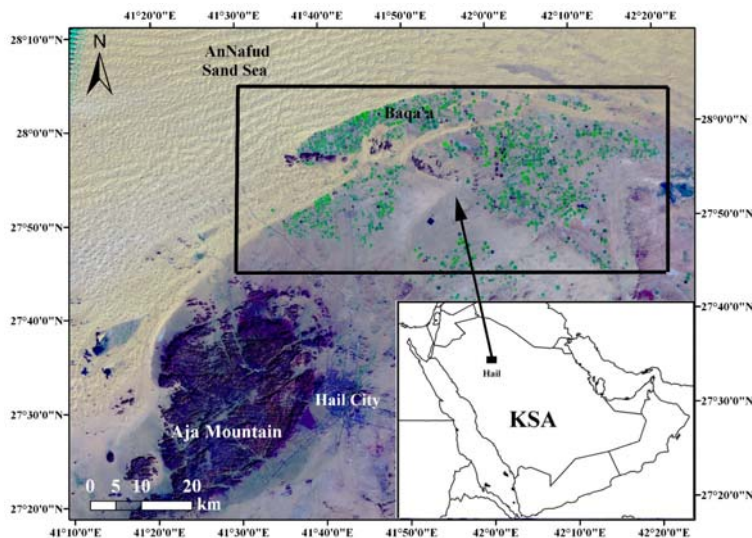 41°20'0"E 41°30'0"E 41°40'0"E 41°50'0"E 42°0'0"E 42°10'0"E 42°20'0"E
28°10'0"N
N
AnNafud
Sand Sea
Baqa'a
28°0'0"N
28°0'0"N
27°50'0"N
27°50'0"N
27°40'0"N
27°40'0"N
Hail
KSA
Hail City
27°30'0"N
27°30'0"N
Aja Mountain
0 5 10 20
km
27°20'0"N
27°20'0"N
41°10'0"E 41°20'0"E 41°30'0"E 41°40'0"E 41°50'0"E 42°0'0"E 42°10'0"E 42°20'0"E